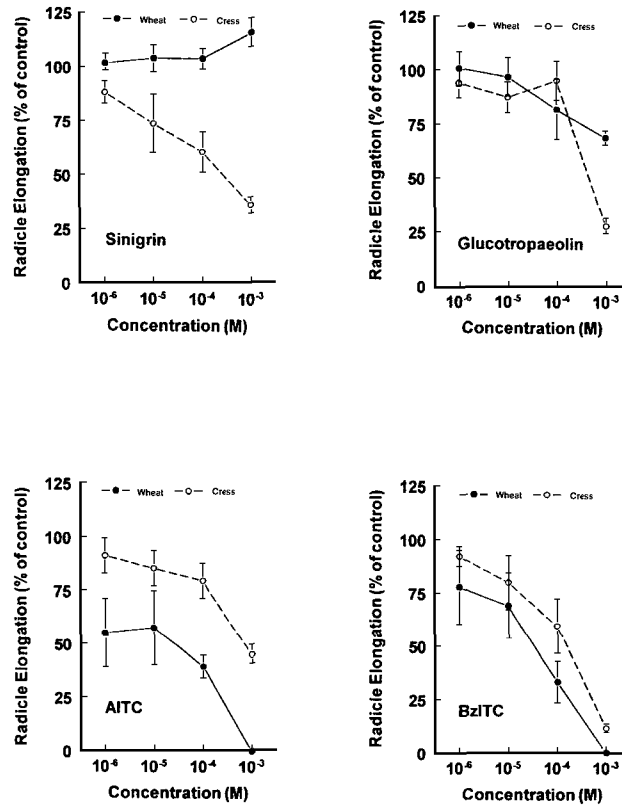 Wheat Cress
Radicle Elongation (% of control)
125
100
75
50
25
0
Sinigrin
10-6 10-5 10-4 10-3
Concentration (M)
Wheat Cress
Radicle Elongation (% of control)
125
100
75
50
25
0
Glucotropaeolin
10-6 10-5 10-4 10-3
Concentration (M)
Wheat Cress
Radicle Elongation (% of control)
125
100
75
50
25
0
AITC
10-6 10-5 10-4 10-3
Concentration (M)
Wheat Cress
Radicle Elongation (% of control)
125
100
75
50
25
0
BzITC
10-6 10-5 10-4 10-3
Concentration (M)